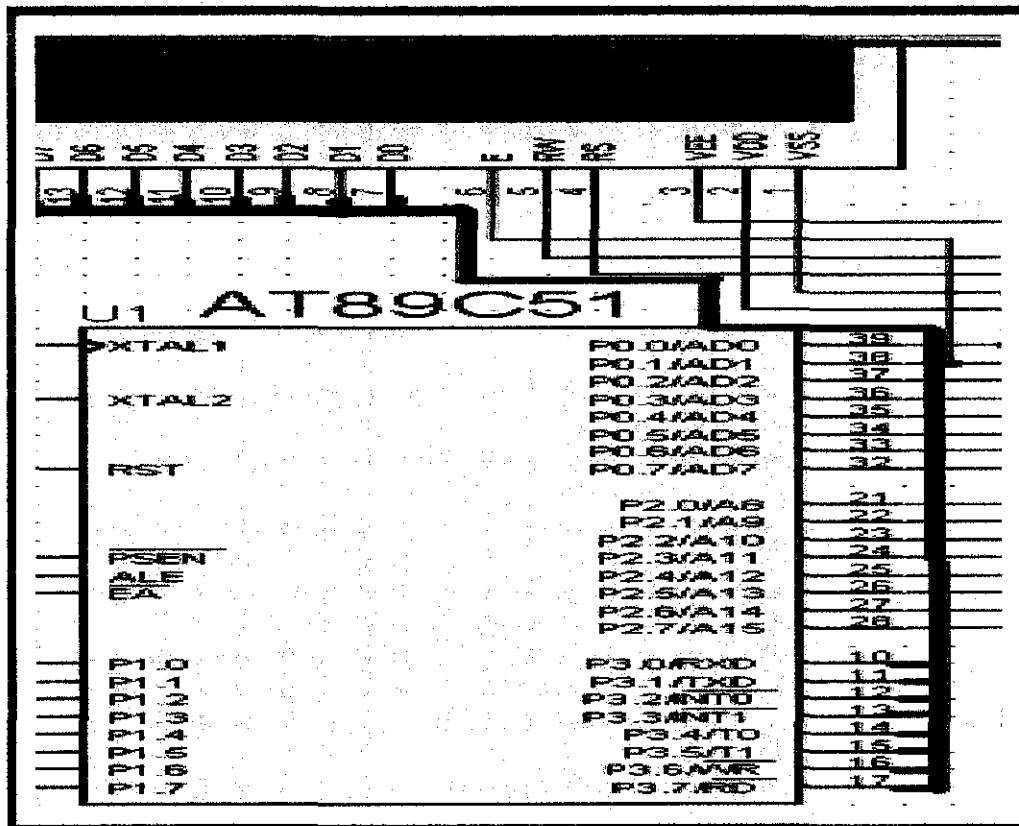 D6 D5 D4 D3 D2 D1 D0 E RW RS VEE VDD VSS
13 12 11 10 9 8 7 6 5 4 3 2 1
U1 AT89C51
XTAL1 P0.0/AD0 39
P0.1/AD1 38
P0.2/AD2 37
XTAL2 P0.3/AD3 36
P0.4/AD4 35
P0.5/AD5 34
P0.6/AD6 33
RST P0.7/AD7 32
P2.0/A8 21
P2.1/A9 22
P2.2/A10 23
PSEN P2.3/A11 24
ALE P2.4/A12 25
EA P2.5/A13 26
P2.6/A14 27
P2.7/A15 28
P1.0 P3.0/RXD 10
P1.1 P3.1/TXD 11
P1.2 P3.2/INT0 12
P1.3 P3.3/INT1 13
P1.4 P3.4/T0 14
P1.5 P3.5/T1 15
P1.6 P3.6/WR 16
P1.7 P3.7/RD 17